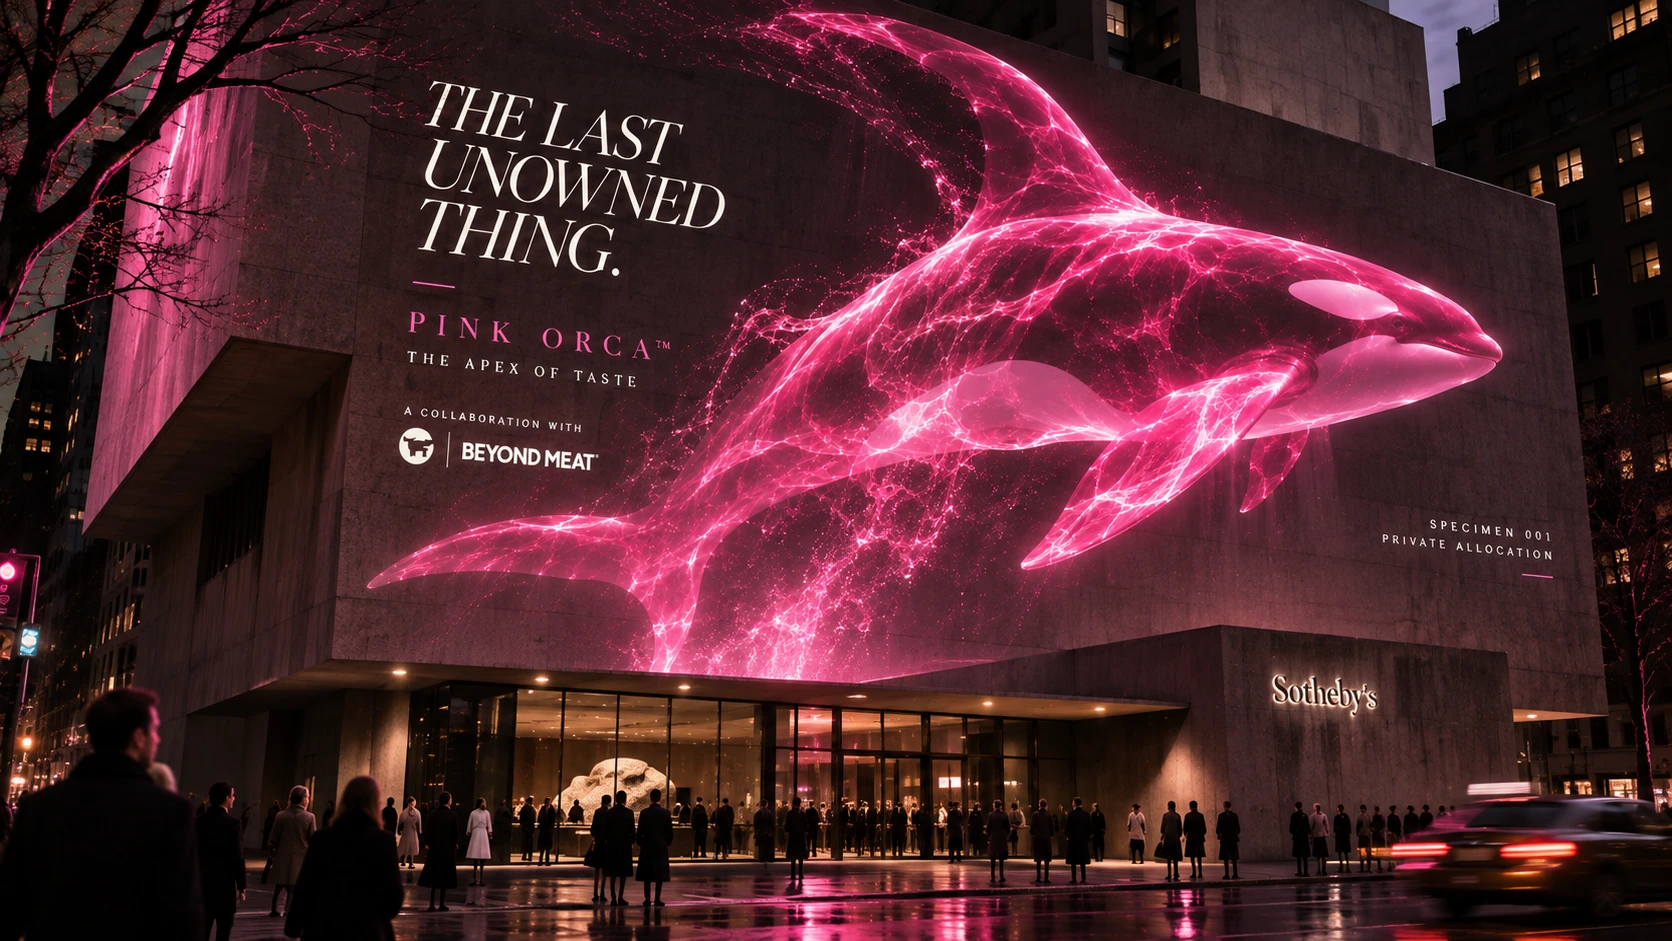 THE LAST
UNOWNED
THING.
PINK ORCA™
THE APEX OF TASTE
A COLLABORATION WITH
BEYOND MEAT®
SPECIMEN 001
PRIVATE ALLOCATION
Sotheby's